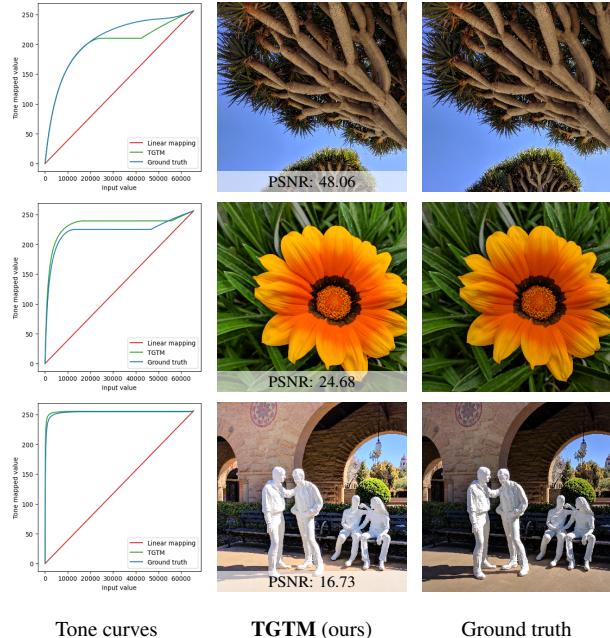 250
200
150
100
50
0
Tone mapped value
Linear mapping
TGTM
Ground truth
0 10000 20000 30000 40000 50000 60000
Input value
PSNR: 48.06
250
200
150
100
50
0
Tone mapped value
Linear mapping
TGTM
Ground truth
0 10000 20000 30000 40000 50000 60000
Input value
PSNR: 24.68
250
200
150
100
50
0
Tone mapped value
Linear mapping
TGTM
Ground truth
0 10000 20000 30000 40000 50000 60000
Input value
PSNR: 16.73
Tone curves
TGTM (ours)
Ground truth